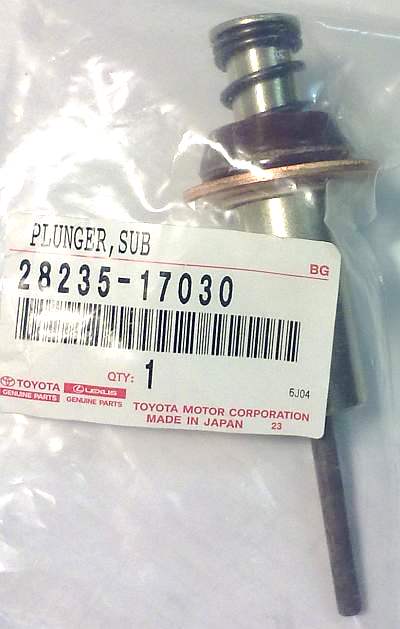 PLUNGER,SUB
BG
28235-17030
QTY: 1
6J04
TOYOTA
GENUINE PARTS
LEXUS
GENUINE PARTS
TOYOTA MOTOR CORPORATION
MADE IN JAPAN 23